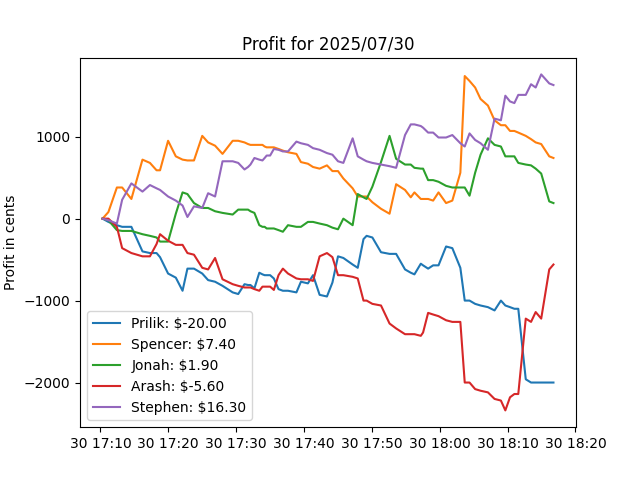 Profit for 2025/07/30
Profit in cents
1000
0
−1000
−2000
Prilik: $-20.00
Spencer: $7.40
Jonah: $1.90
Arash: $-5.60
Stephen: $16.30
30 17:10 30 17:20 30 17:30 30 17:40 30 17:50 30 18:00 30 18:10 30 18:20